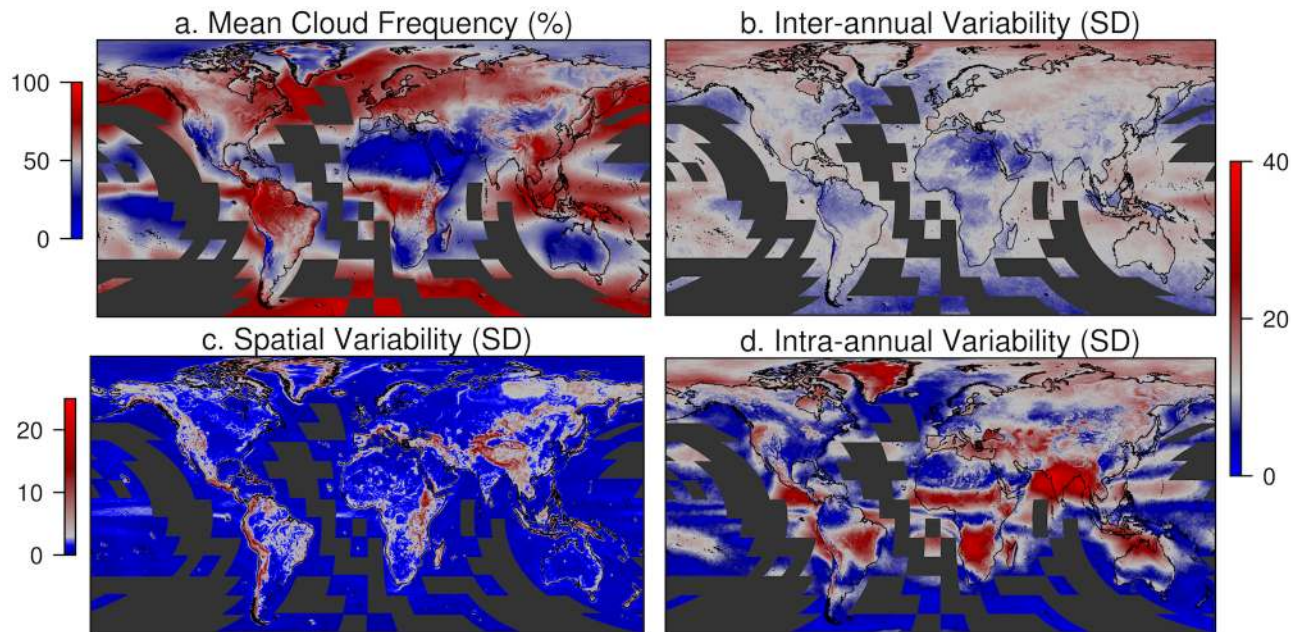 a. Mean Cloud Frequency (%)
b. Inter-annual Variability (SD)
100
50
0
c. Spatial Variability (SD)
d. Intra-annual Variability (SD)
20
10
0
40
20
0